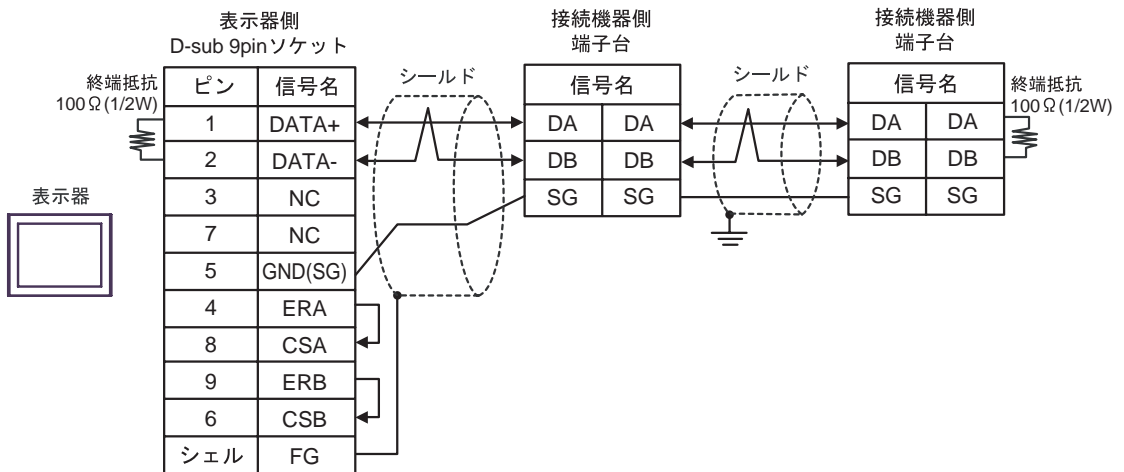 表示器側
D-sub 9pinソケット
接続機器側
端子台
接続機器側
端子台
終端抵抗
100Ω(1/2W)
シールド
シールド
終端抵抗
100Ω(1/2W)
表示器
ピン 信号名
1 DATA+
2 DATA-
3 NC
7 NC
5 GND(SG)
4 ERA
8 CSA
9 ERB
6 CSB
シェル FG
信号名
DA DA
DB DB
SG SG
信号名
DA DA
DB DB
SG SG